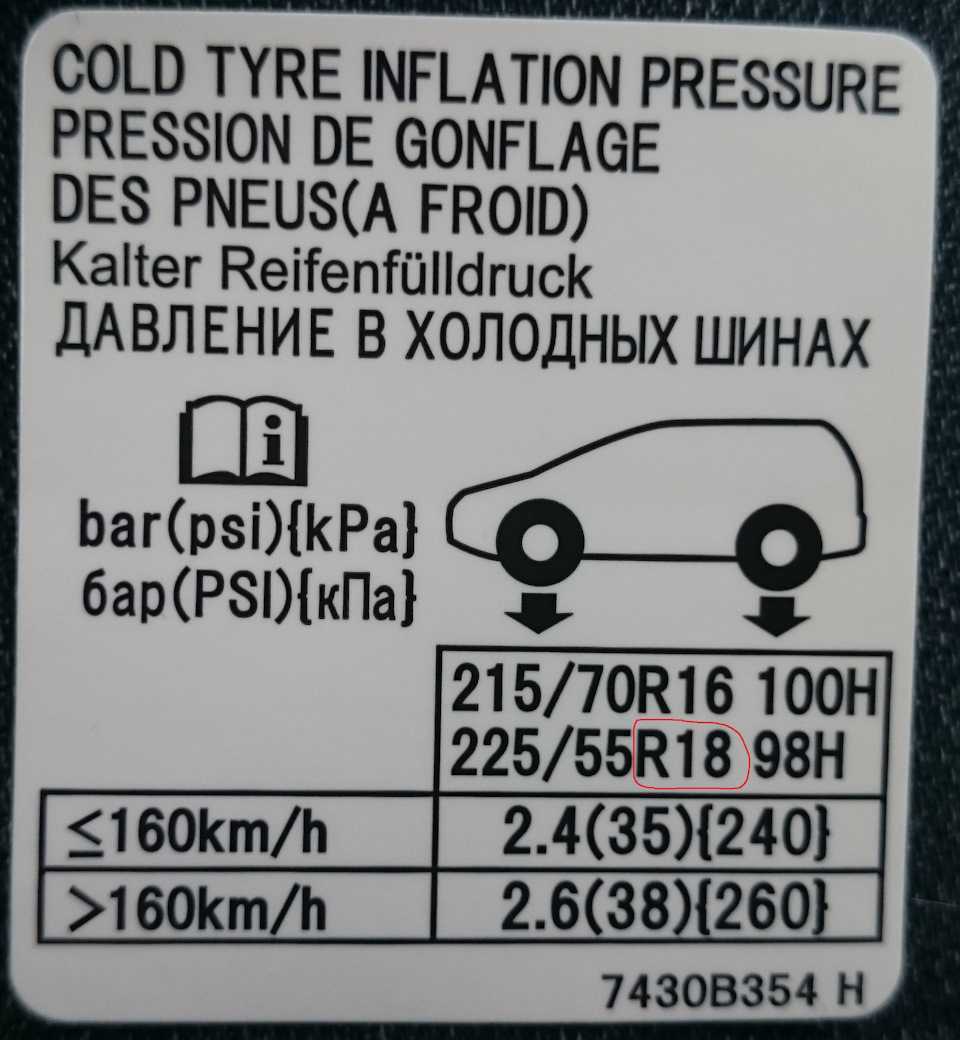 COLD TYRE INFLATION PRESSURE
PRESSION DE GONFLAGE
DES PNEUS(A FROID)
Kalter Reifenfülldruck
ДАВЛЕНИЕ В ХОЛОДНЫХ ШИНАХ
i
bar(psi){kPa}
бар(PSI){кПа}
215/70R16 100H
225/55R18 98H
≤160km/h 2.4(35){240}
>160km/h 2.6(38){260}
7430B354 H